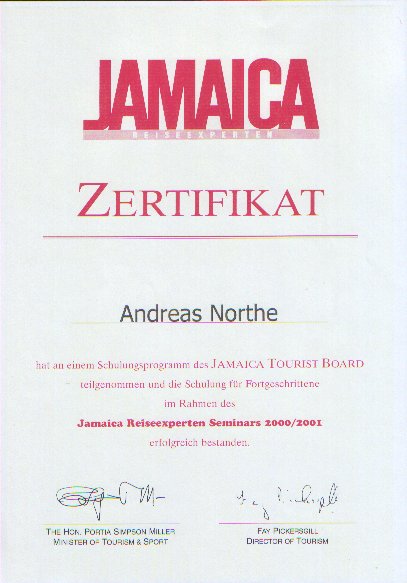 JAMAICA
REISEEXPERTEN
ZERTIFIKAT
Andreas Northe
hat an einem Schulungsprogramm des JAMAICA TOURIST BOARD
teilgenommen und die Schulung für Fortgeschrittene
im Rahmen des
Jamaica Reiseexperten Seminars 2000/2001
erfolgreich bestanden.
THE HON. PORTIA SIMPSON MILLER
MINISTER OF TOURISM & SPORT
FAY PICKERSGILL
DIRECTOR OF TOURISM